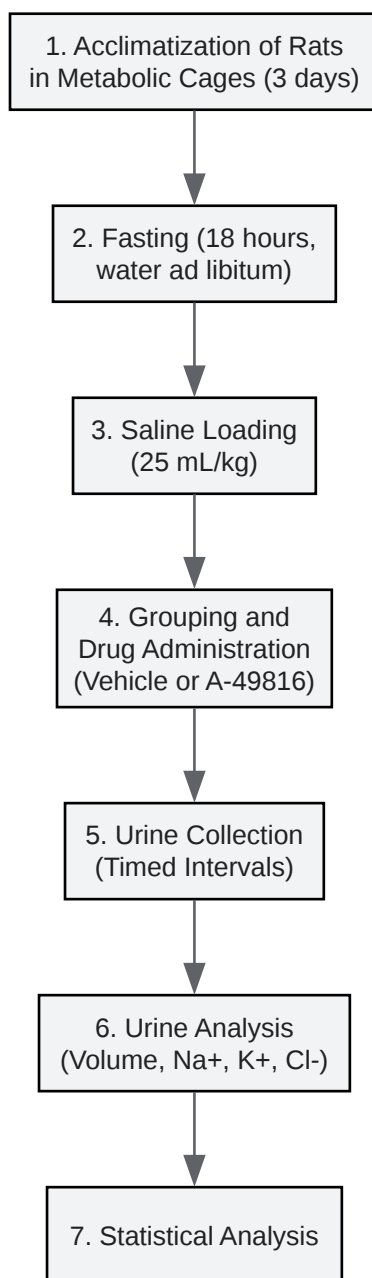 1. Acclimatization of Rats
in Metabolic Cages (3 days)
2. Fasting (18 hours,
water ad libitum)
3. Saline Loading
(25 mL/kg)
4. Grouping and
Drug Administration
(Vehicle or A-49816)
5. Urine Collection
(Timed Intervals)
6. Urine Analysis
(Volume, Na+, K+, Cl-)
7. Statistical Analysis